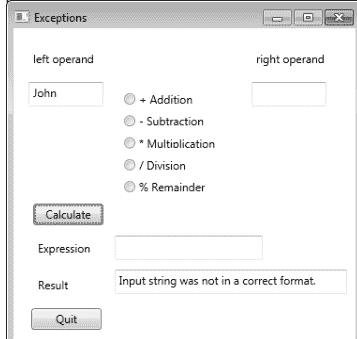 Exceptions
left operand
right operand
John
+ Addition
- Subtraction
* Multiplication
/ Division
% Remainder
Calculate
Expression
Result
Input string was not in a correct format.
Quit